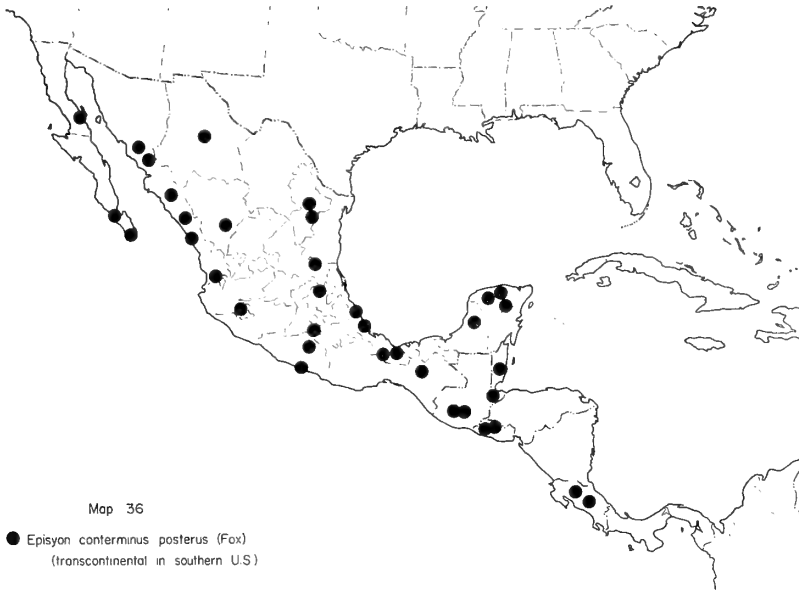 Map 36
Episyon conterminus posterus (Fox)
(transcontinental in southern U.S)